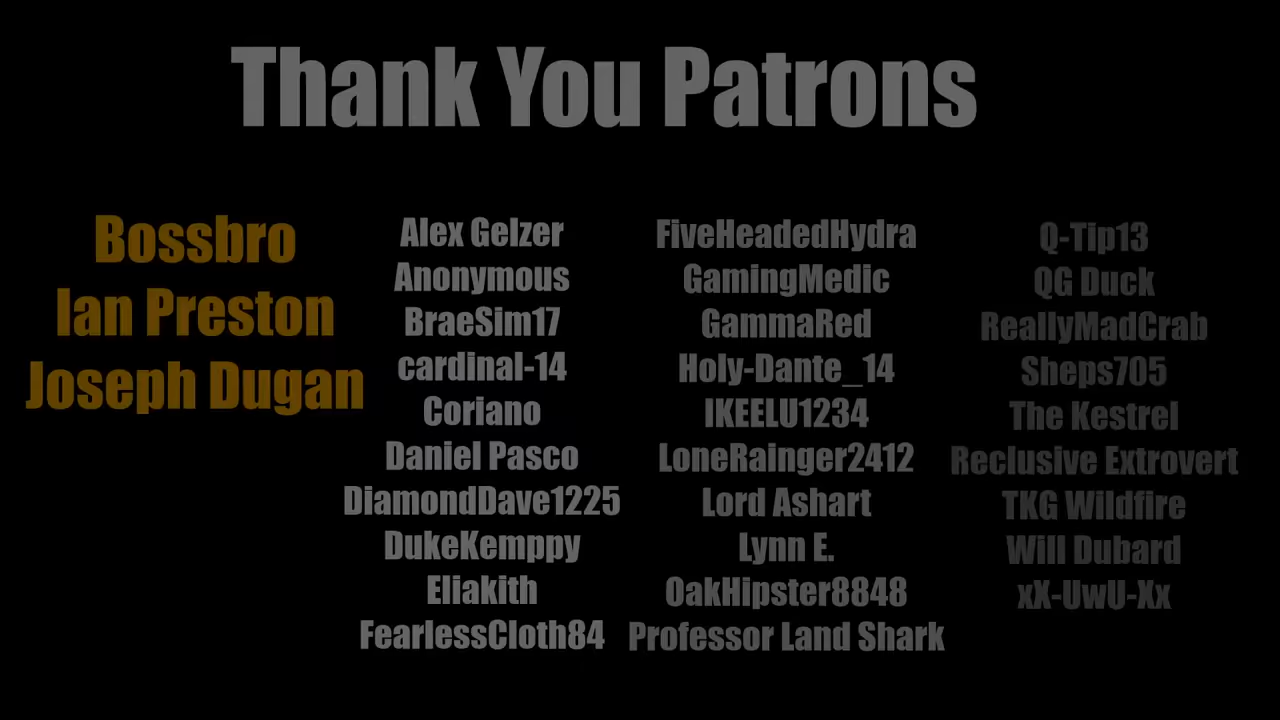 Thank You Patrons
Bossbro
Ian Preston
Joseph Dugan
Alex Gelzer
Anonymous
BraeSim17
cardinal-14
Coriano
Daniel Pasco
DiamondDave1225
DukeKemppy
Eliakith
FearlessCloth84
FiveHeadedHydra
GamingMedic
GammaRed
Holy-Dante_14
IKEELU1234
LoneRainger2412
Lord Ashart
Lynn E.
OakHipster8848
Professor Land Shark
Q-Tip13
QG Duck
ReallyMadCrab
Sheps705
The Kestrel
Reclusive Extrovert
TKG Wildfire
Will Dubard
xX-UwU-Xx